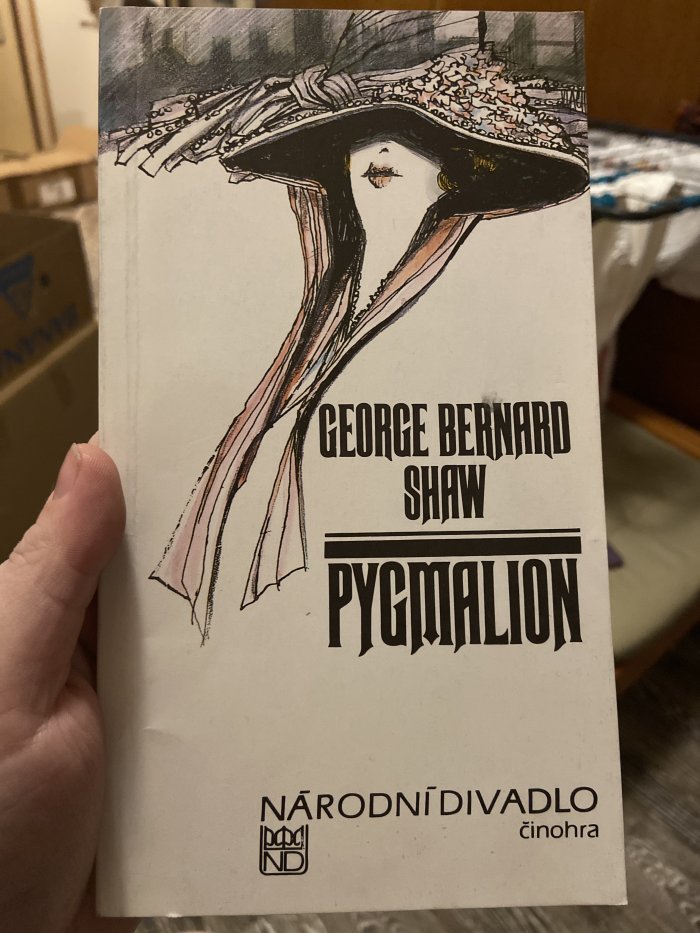 GEORGE BERNARD
SHAW
PYGMALION
NÁRODNÍ DIVADLO
činohra
ND